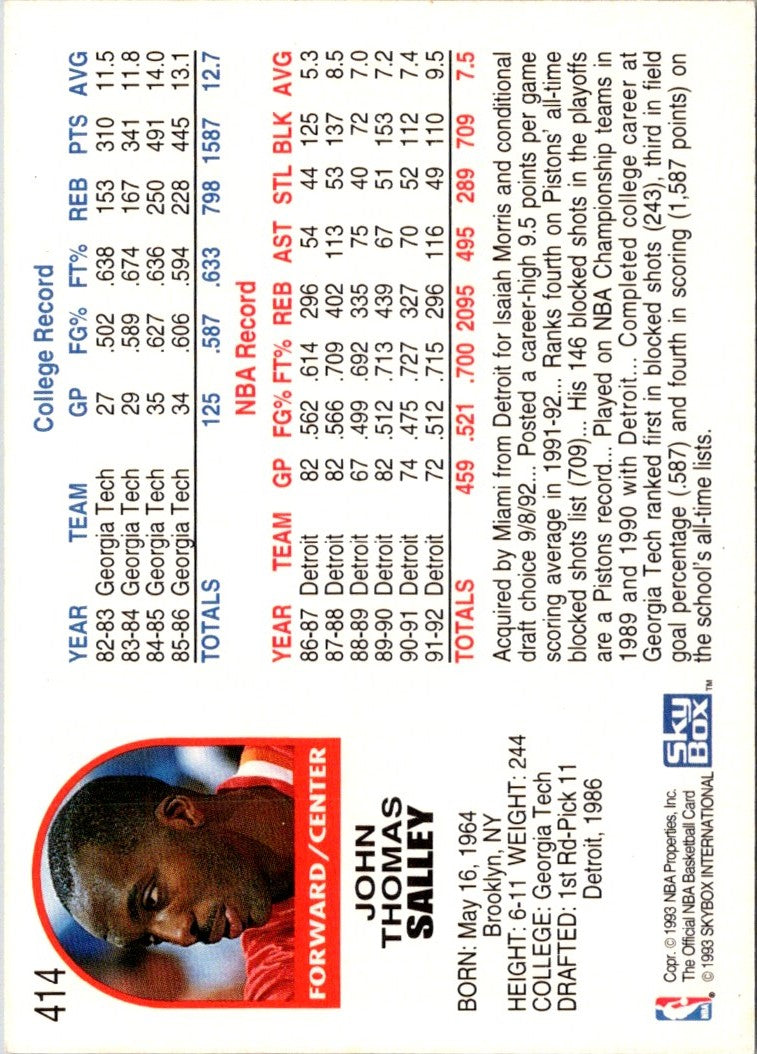 414
FORWARD/CENTER
JOHN
THOMAS
SALLEY
BORN: May 16, 1964
Brooklyn, NY
HEIGHT: 6-11 WEIGHT: 244
COLLEGE: Georgia Tech
DRAFTED: 1st Rd-Pick 11
Detroit, 1986
NBA ®
Copr. © 1993 NBA Properties, Inc.
The Official NBA Basketball Card
© 1993 SKYBOX INTERNATIONAL
SKY BOX ™
College Record
YEAR TEAM GP FG% FT% REB PTS AVG
82-83 Georgia Tech 27 .502 .638 153 310 11.5
83-84 Georgia Tech 29 .589 .674 167 341 11.8
84-85 Georgia Tech 35 .627 .636 250 491 14.0
85-86 Georgia Tech 34 .606 .594 228 445 13.1
TOTALS 125 .587 .633 798 1587 12.7
NBA Record
YEAR TEAM GP FG% FT% REB AST STL BLK AVG
86-87 Detroit 82 .562 .614 296 54 44 125 5.3
87-88 Detroit 82 .566 .709 402 113 53 137 8.5
88-89 Detroit 67 .499 .692 335 75 40 72 7.0
89-90 Detroit 82 .512 .713 439 67 51 153 7.2
90-91 Detroit 74 .475 .727 327 70 52 112 7.4
91-92 Detroit 72 .512 .715 296 116 49 110 9.5
TOTALS 459 .521 .700 2095 495 289 709 7.5
Acquired by Miami from Detroit for Isaiah Morris and conditional
draft choice 9/8/92... Posted a career-high 9.5 points per game
scoring average in 1991-92... Ranks fourth on Pistons' all-time
blocked shots list (709)... His 146 blocked shots in the playoffs
are a Pistons record... Played on NBA Championship teams in
1989 and 1990 with Detroit... Completed college career at
Georgia Tech ranked first in blocked shots (243), third in field
goal percentage (.587) and fourth in scoring (1,587 points) on
the school's all-time lists.